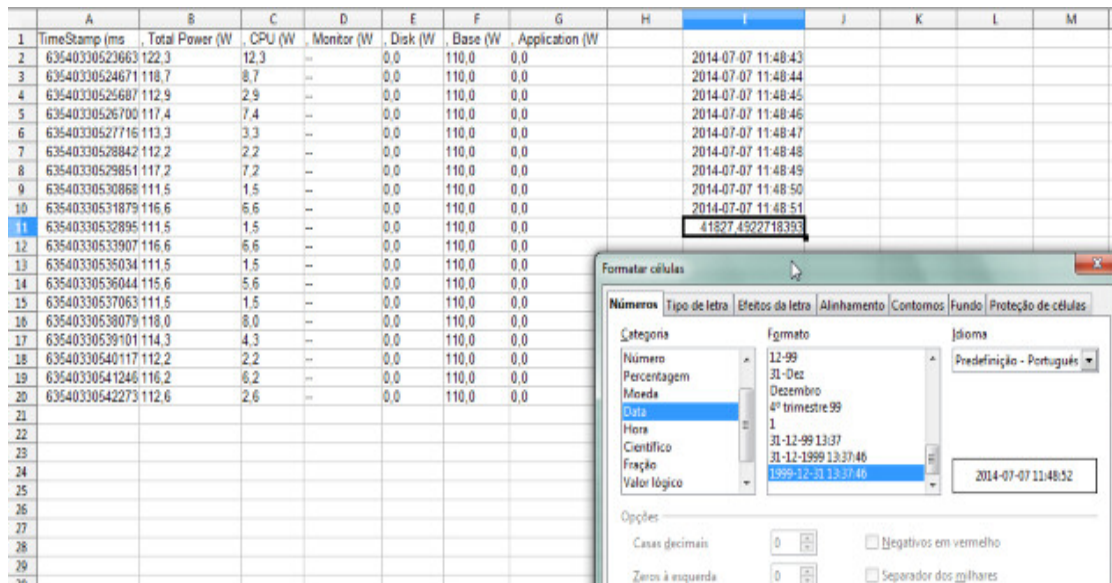 A B C D E F G H I J K L M
1 TimeStamp (ms , Total Power (W , CPU (W , Monitor (W , Disk (W , Base (W , Application (W
2 63540330523663 122,3 12,3 -- 0,0 110,0 0,0 2014-07-07 11:48:43
3 63540330524671 118,7 8,7 -- 0,0 110,0 0,0 2014-07-07 11:48:44
4 63540330525687 112,9 2,9 -- 0,0 110,0 0,0 2014-07-07 11:48:45
5 63540330526700 117,4 7,4 -- 0,0 110,0 0,0 2014-07-07 11:48:46
6 63540330527716 113,3 3,3 -- 0,0 110,0 0,0 2014-07-07 11:48:47
7 63540330528842 112,2 2,2 -- 0,0 110,0 0,0 2014-07-07 11:48:48
8 63540330529851 117,2 7,2 -- 0,0 110,0 0,0 2014-07-07 11:48:49
9 63540330530868 111,5 1,5 -- 0,0 110,0 0,0 2014-07-07 11:48:50
10 63540330531879 116,6 6,6 -- 0,0 110,0 0,0 2014-07-07 11:48:51
11 63540330532895 111,5 1,5 -- 0,0 110,0 0,0 41827,4922718393
12 63540330533907 116,6 6,6 -- 0,0 110,0 0,0
13 63540330535034 111,5 1,5 -- 0,0 110,0 0,0
14 63540330536044 115,6 5,6 -- 0,0 110,0 0,0
15 63540330537063 111,6 1,6 -- 0,0 110,0 0,0
16 63540330538079 118,0 8,0 -- 0,0 110,0 0,0
17 63540330539101 114,3 4,3 -- 0,0 110,0 0,0
18 63540330540117 112,2 2,2 -- 0,0 110,0 0,0
19 63540330541246 116,2 6,2 -- 0,0 110,0 0,0
20 63540330542273 112,6 2,6 -- 0,0 110,0 0,0
21
22
23
24
25
26
27
28
29
Formatar células
Números Tipo de letra Efeitos da letra Alinhamento Contornos Fundo Proteção de células
Categoria
Número
Percentagem
Moeda
Data
Hora
Científico
Fração
Valor lógico
Formato
12-99
31-Dez
Dezembro
4º trimestre 99
1
31-12-99 13:37
31-12-1999 13:37:46
1999-12-31 13:37:46
Idioma
Predefinição - Português
2014-07-07 11:48:52
Opções
Casas decimais 0
Negativos em vermelho
Zeros à esquerda 0
Separador dos milhares